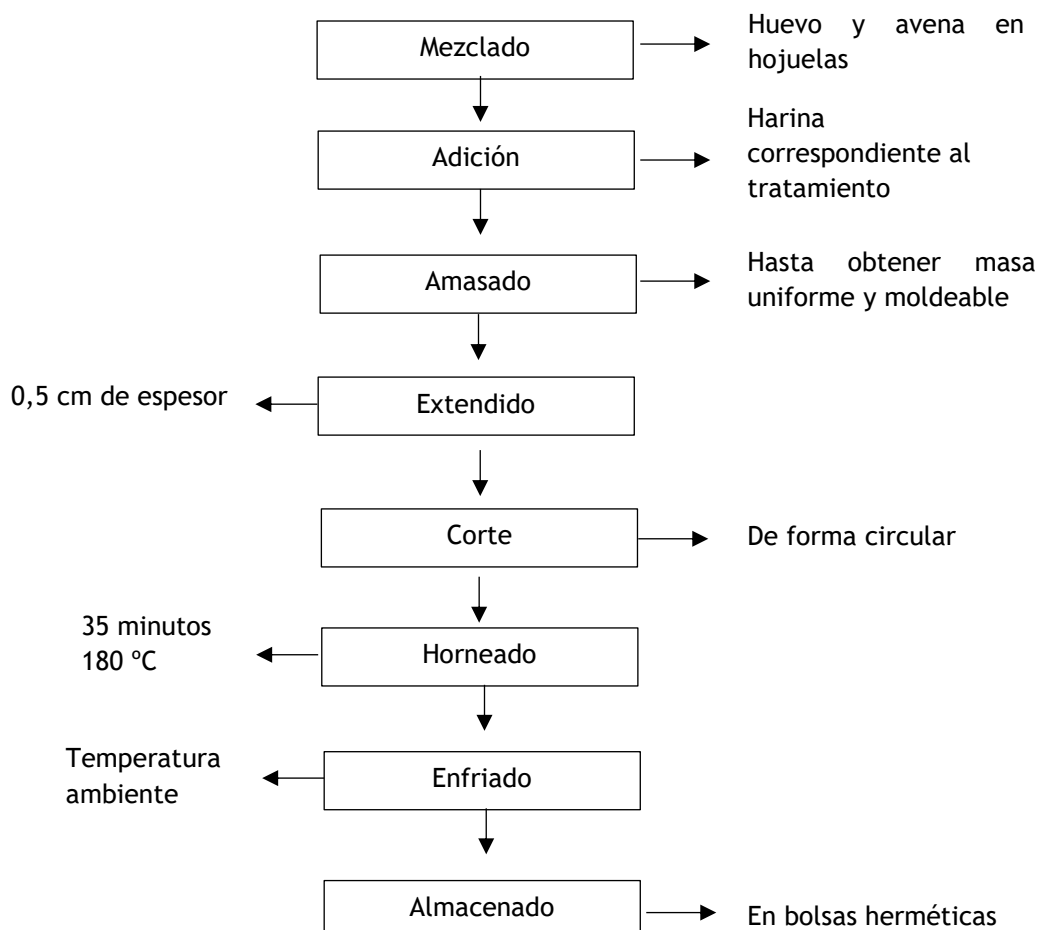 Mezclado
Huevo y avena en
hojuelas
Adición
Harina
correspondiente al
tratamiento
Amasado
Hasta obtener masa
uniforme y moldeable
0,5 cm de espesor
Extendido
Corte
De forma circular
35 minutos
180 ºC
Horneado
Temperatura
ambiente
Enfriado
Almacenado
En bolsas herméticas